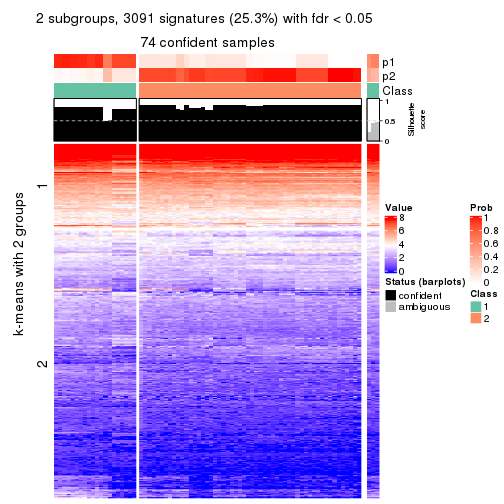 2 subgroups, 3091 signatures (25.3%) with fdr < 0.05
74 confident samples
p1
p2
Class
1
0.5
0
Silhouette
score
k-means with 2 groups
1
2
Value
8
6
4
2
0
Prob
1
0.8
0.6
0.4
0.2
0
Status (barplots)
confident
ambiguous
Class
1
2